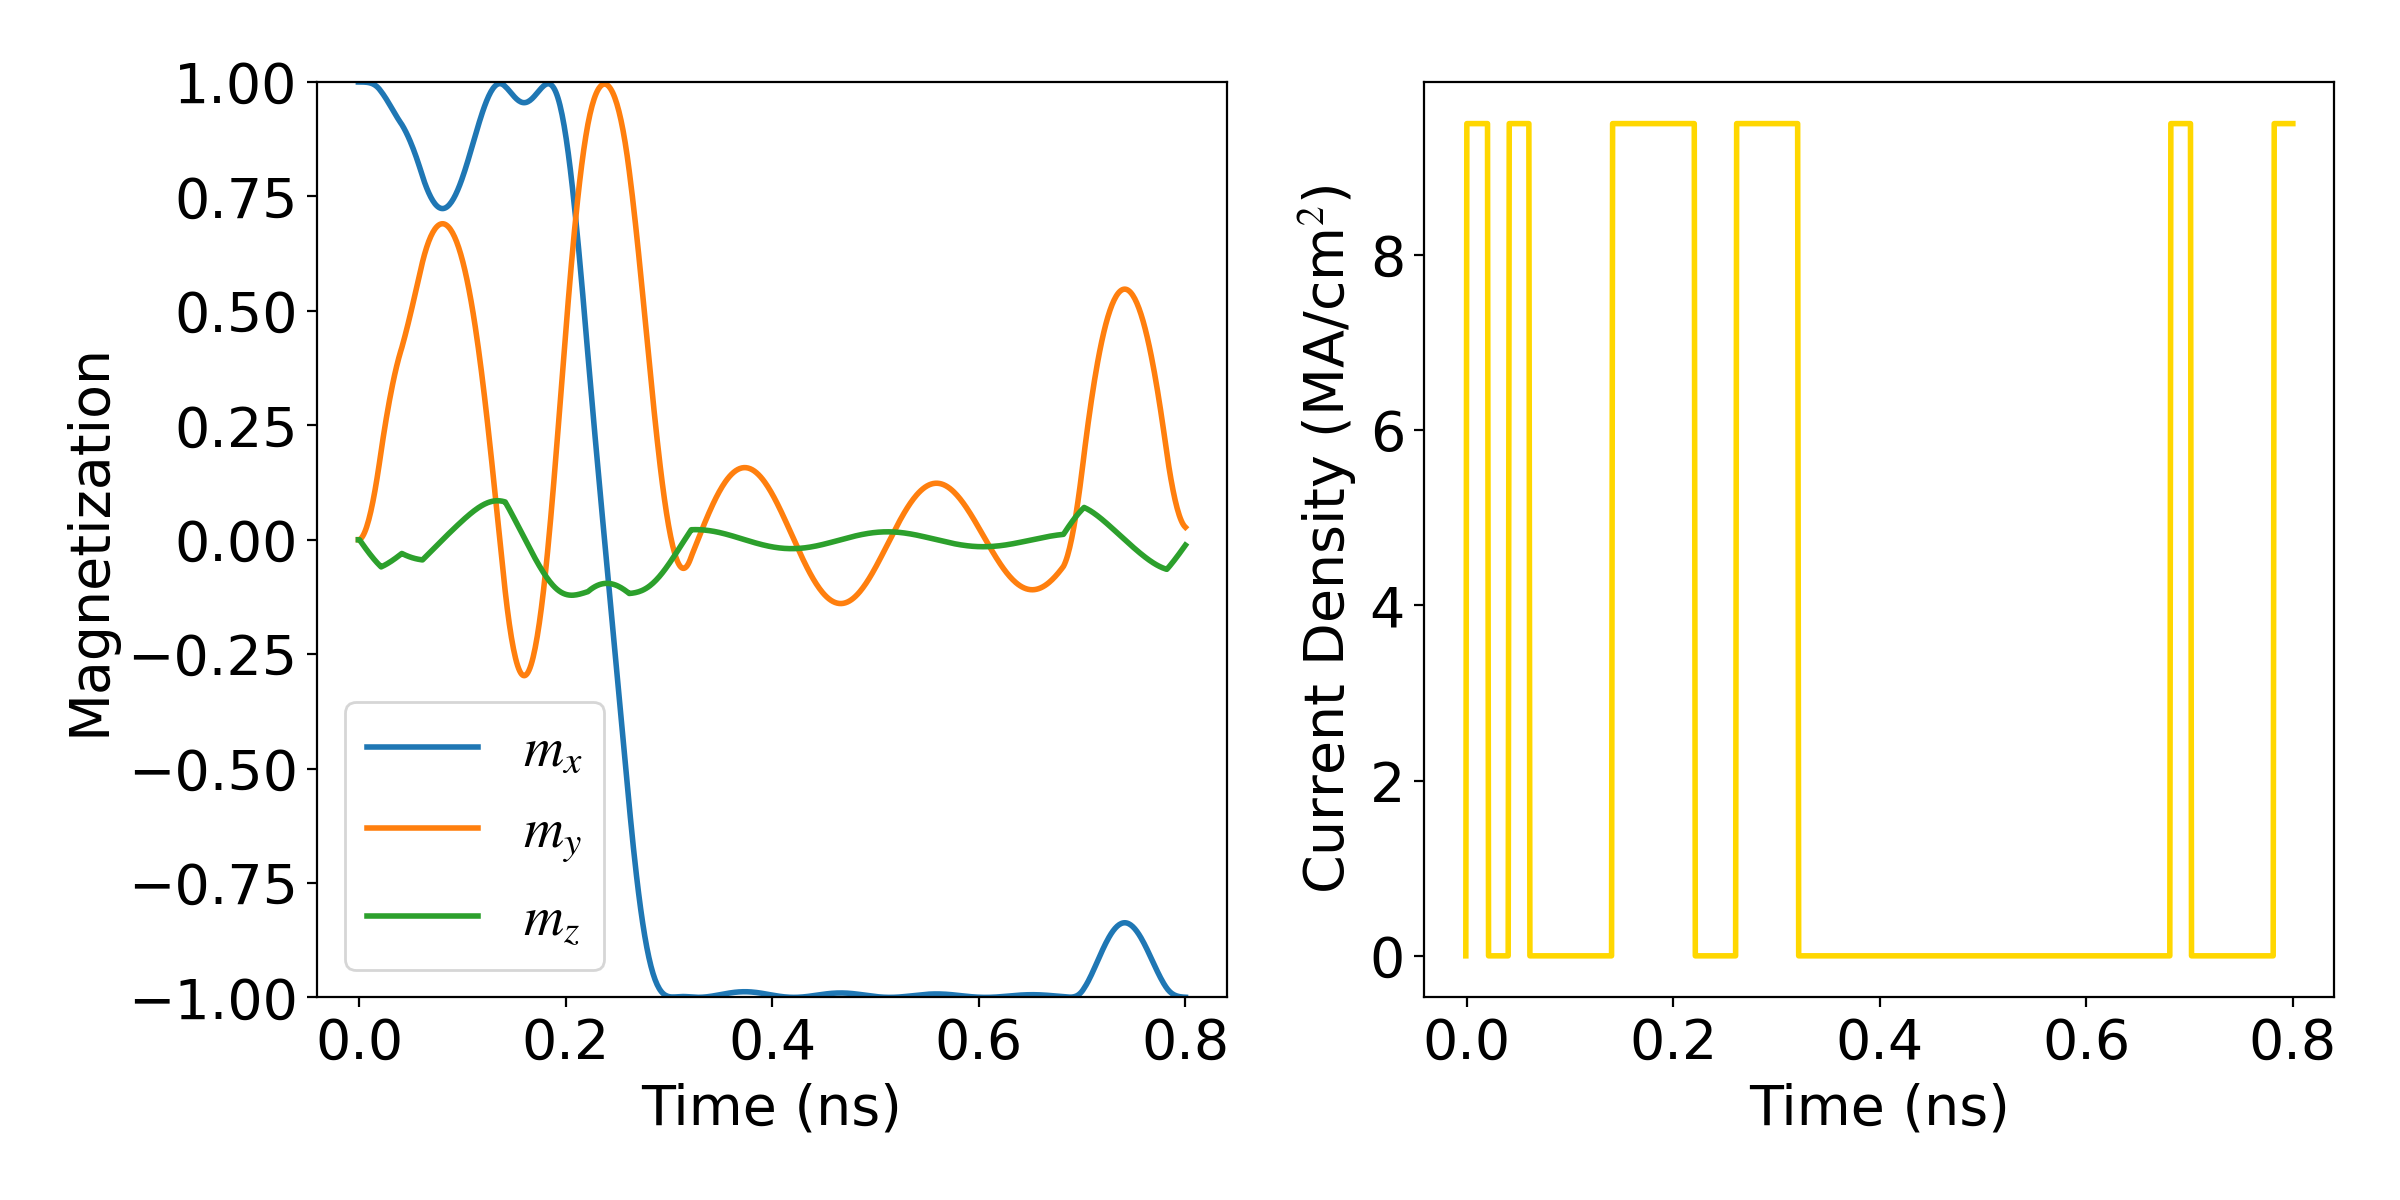 1.00
0.75
0.50
0.25
0.00
−0.25
−0.50
−0.75
−1.00
Magnetization
m_x
m_y
m_z
0.0 0.2 0.4 0.6 0.8
Time (ns)
8
6
4
2
0
Current Density (MA/cm²)
0.0 0.2 0.4 0.6 0.8
Time (ns)